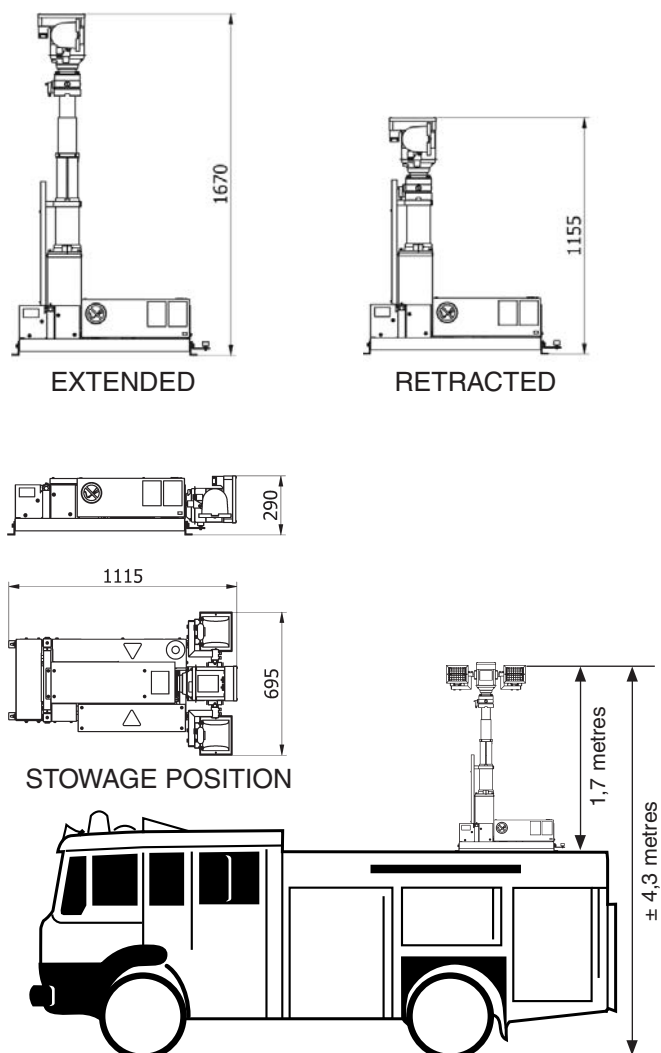 1670
EXTENDED
1155
RETRACTED
290
1115
695
STOWAGE POSITION
1,7 metres
± 4,3 metres